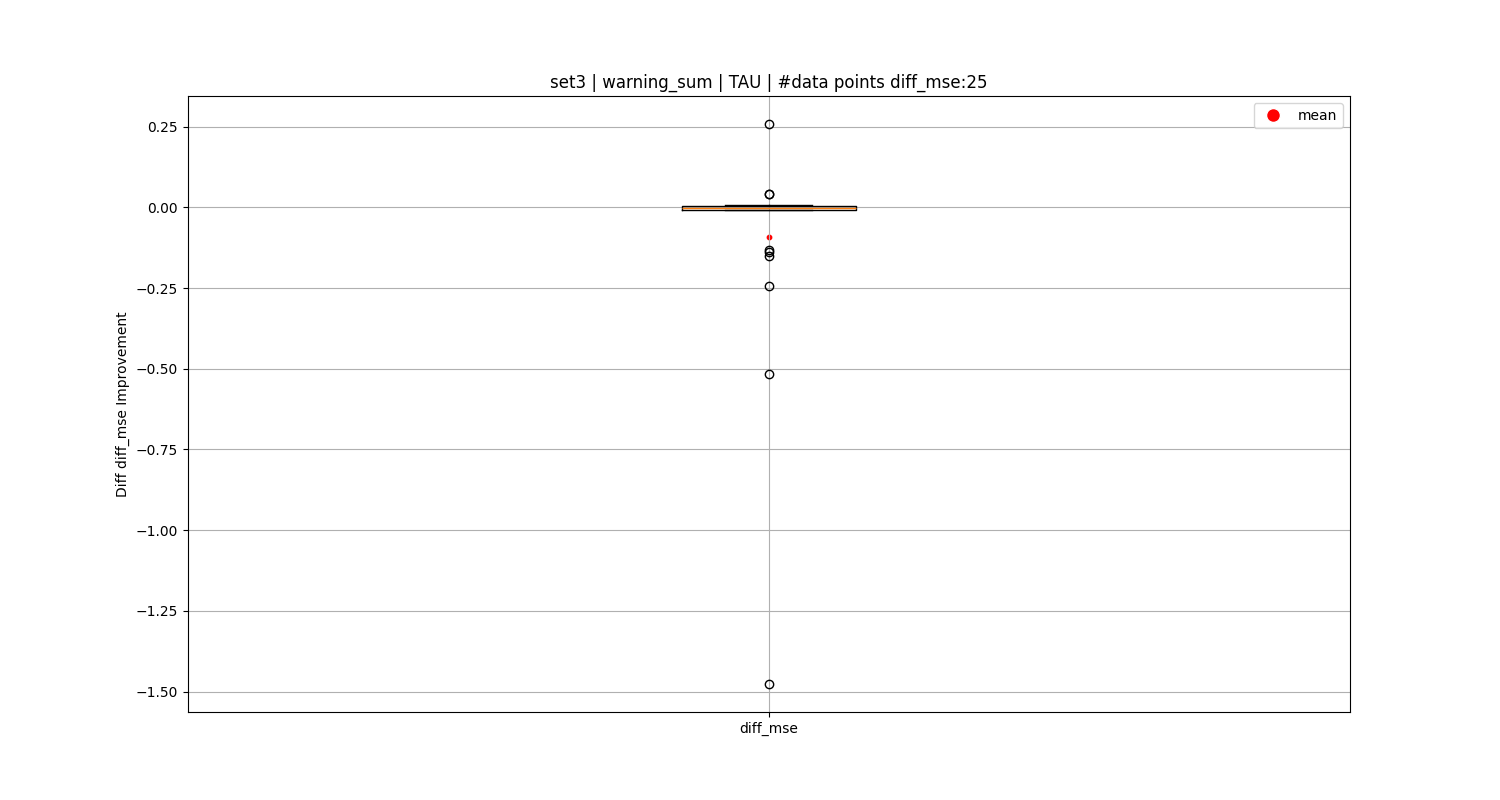 set3 | warning_sum | TAU | #data points diff_mse:25
mean
0.25
0.00
−0.25
−0.50
−0.75
−1.00
−1.25
−1.50
Diff diff_mse Improvement
diff_mse